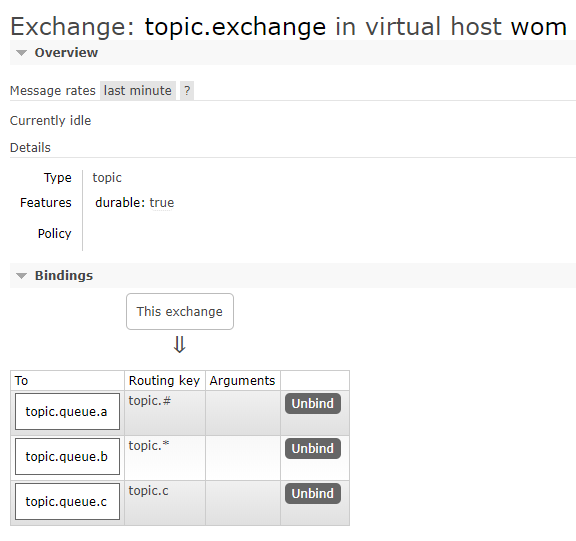 Exchange: topic.exchange in virtual host wom
Overview
Message rates last minute ?
Currently idle
Details
Type topic
Features durable: true
Policy
Bindings
This exchange
⇓
To Routing key Arguments
topic.queue.a topic.# Unbind
topic.queue.b topic.* Unbind
topic.queue.c topic.c Unbind